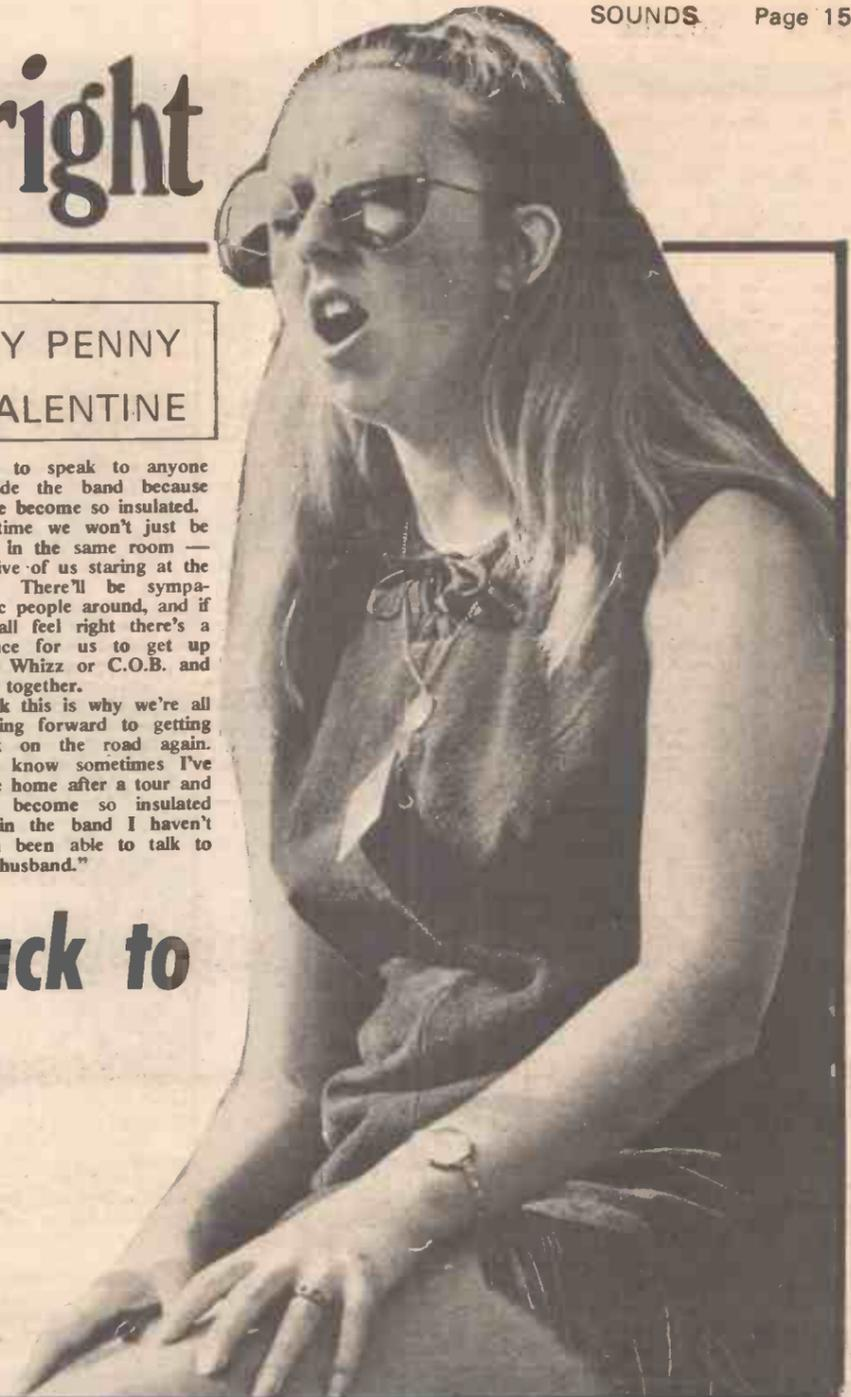 SOUNDS Page 15
right
Y PENNY
ALENTINE
to speak to anyone
de the band because
e become so insulated.
time we won't just be
in the same room —
ive of us staring at the
There'll be sympa-
c people around, and if
all feel right there's a
ce for us to get up
Whizz or C.O.B. and
together.
k this is why we're all
ing forward to getting
on the road again.
know sometimes I've
e home after a tour and
become so insulated
in the band I haven't
been able to talk to
husband."
ck to